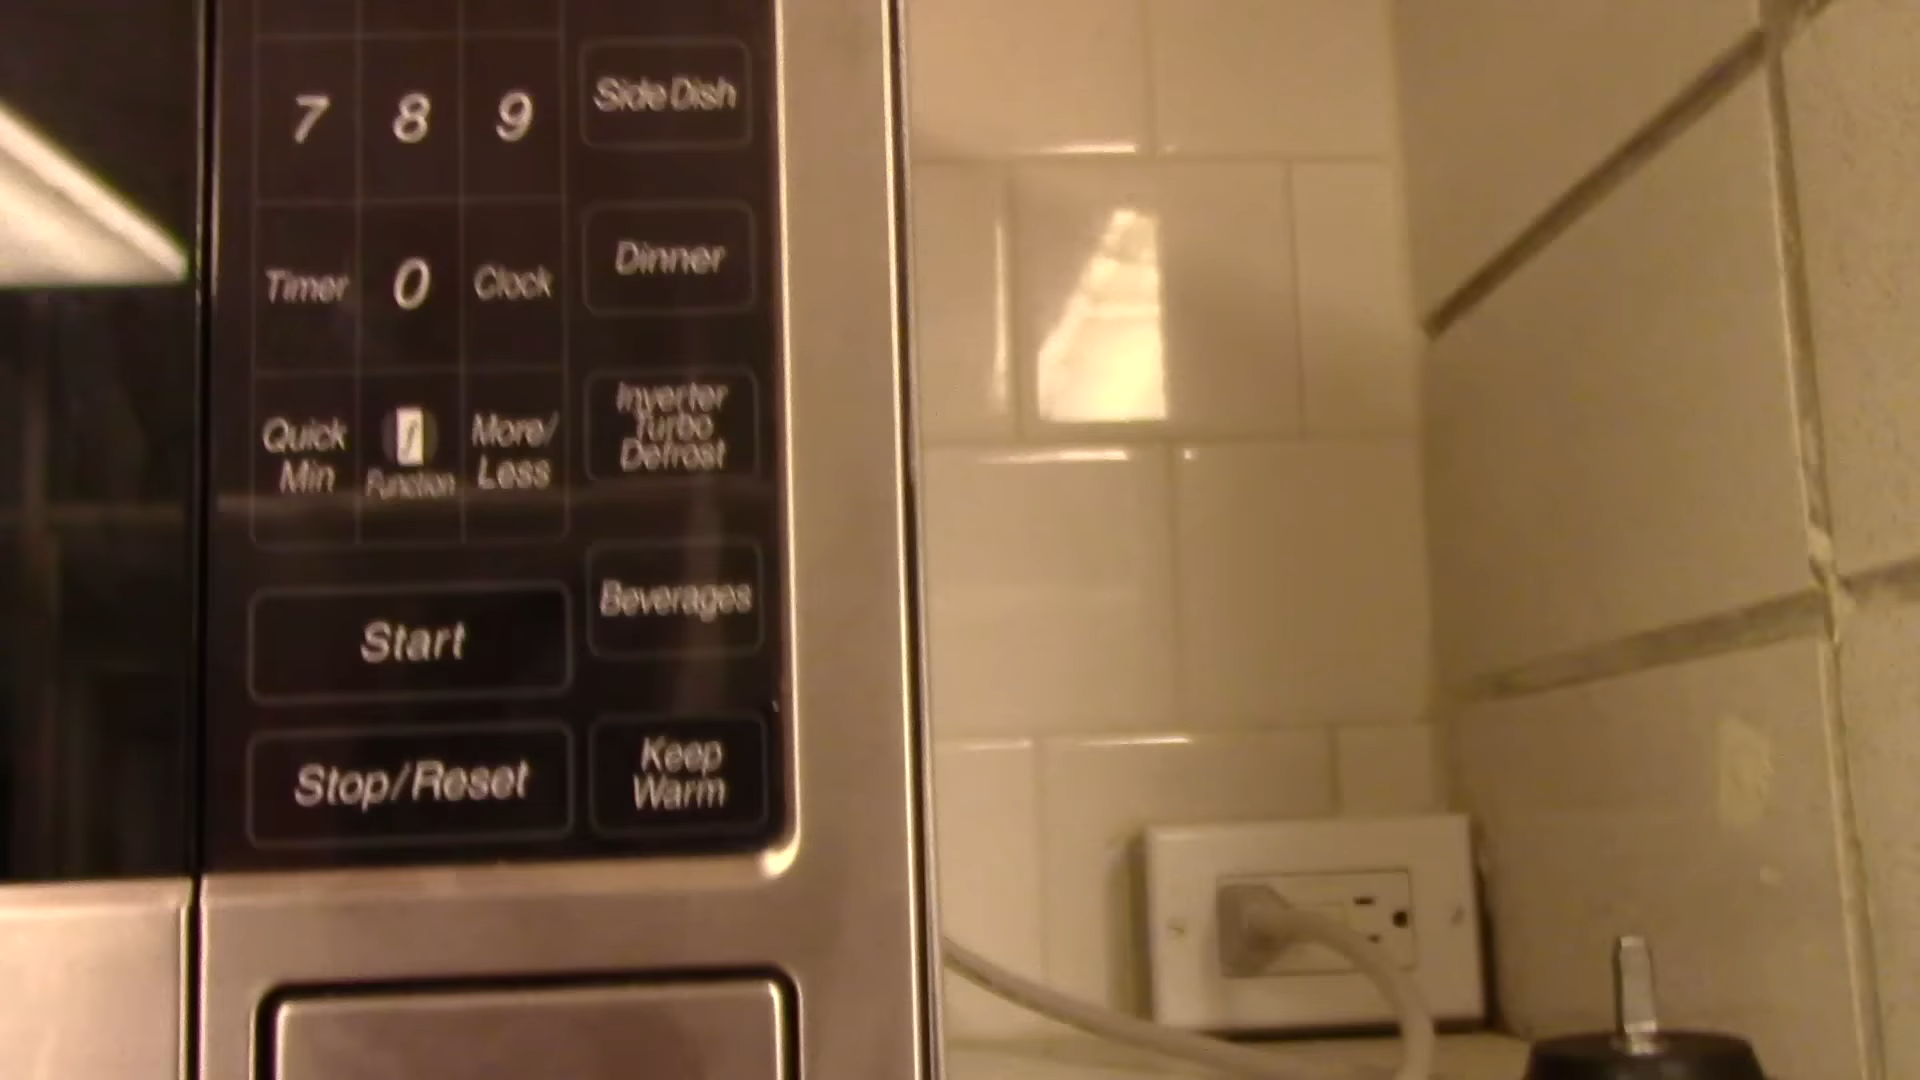 7 8 9
Side Dish
Timer 0 Clock
Dinner
Quick
Min
Function
More/
Less
Inverter
Turbo
Defrost
Start
Beverages
Stop/Reset
Keep
Warm